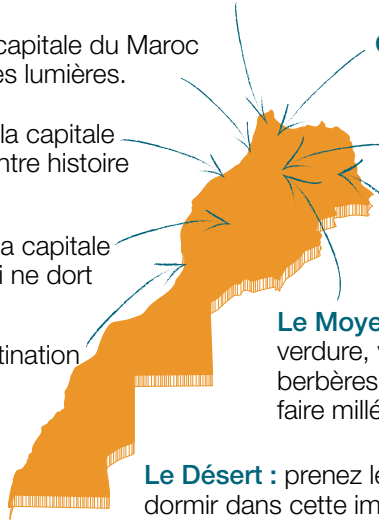 capitale du Maroc
es lumières.
la capitale
ntre histoire
a capitale
i ne dort
tination
Le Moye
verdure,
berbères
faire millé
Le Désert : prenez le
dormir dans cette im